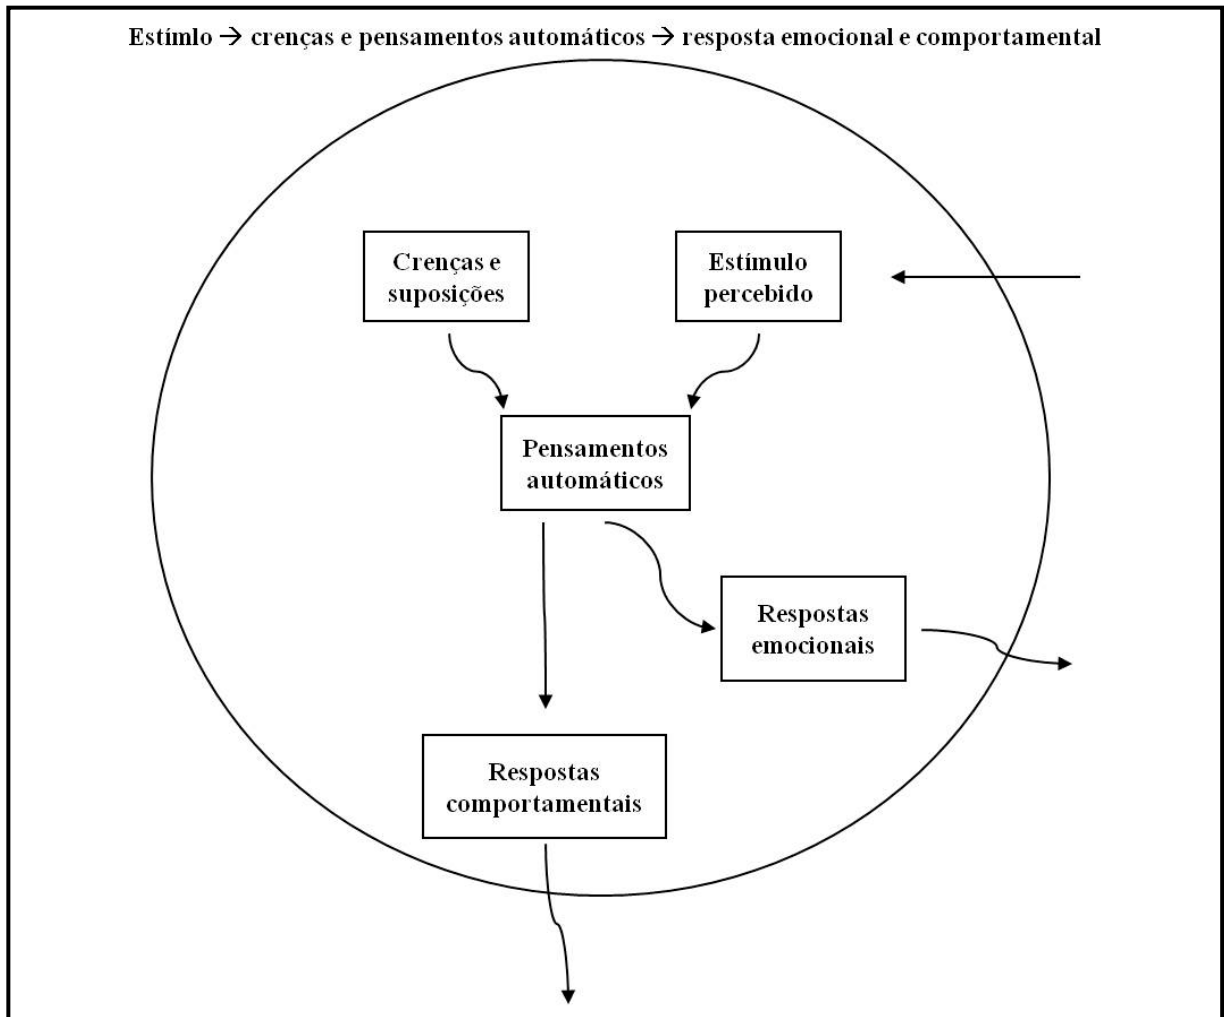 Estímlo → crenças e pensamentos automáticos → resposta emocional e comportamental
Crenças e
suposições
Estímulo
percebido
Pensamentos
automáticos
Respostas
emocionais
Respostas
comportamentais